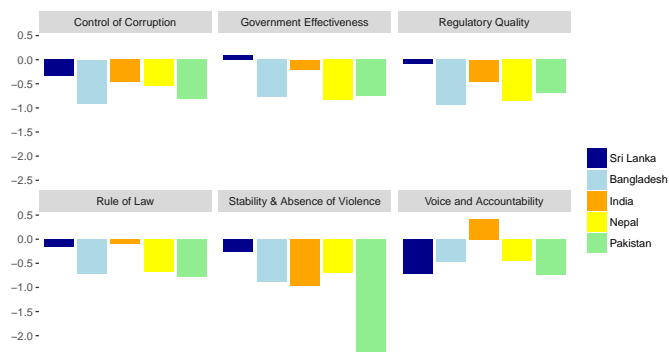 Control of Corruption Government Effectiveness Regulatory Quality
0.5
0.0
−0.5
−1.0
−1.5
−2.0
−2.5
Rule of Law Stability & Absence of Violence Voice and Accountability
0.5
0.0
−0.5
−1.0
−1.5
−2.0
Sri Lanka
Bangladesh
India
Nepal
Pakistan